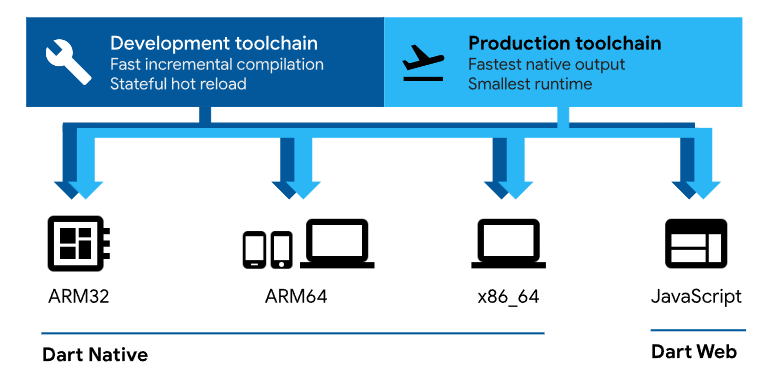 Development toolchain
Fast incremental compilation
Stateful hot reload
Production toolchain
Fastest native output
Smallest runtime
ARM32
ARM64
x86_64
JavaScript
Dart Native
Dart Web